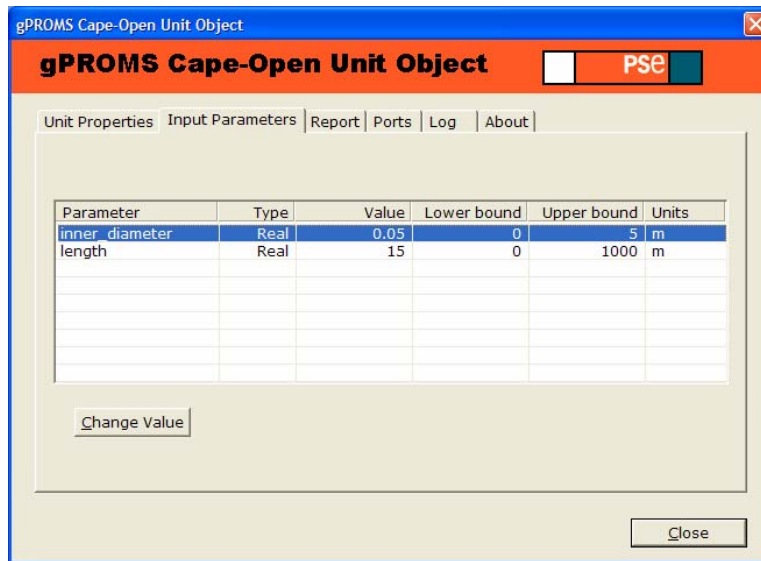 gPROMS Cape-Open Unit Object
gPROMS Cape-Open Unit Object PSe
Unit Properties Input Parameters Report Ports Log About
Parameter Type Value Lower bound Upper bound Units
inner_diameter Real 0.05 0 5 m
length Real 15 0 1000 m
Change Value
Close